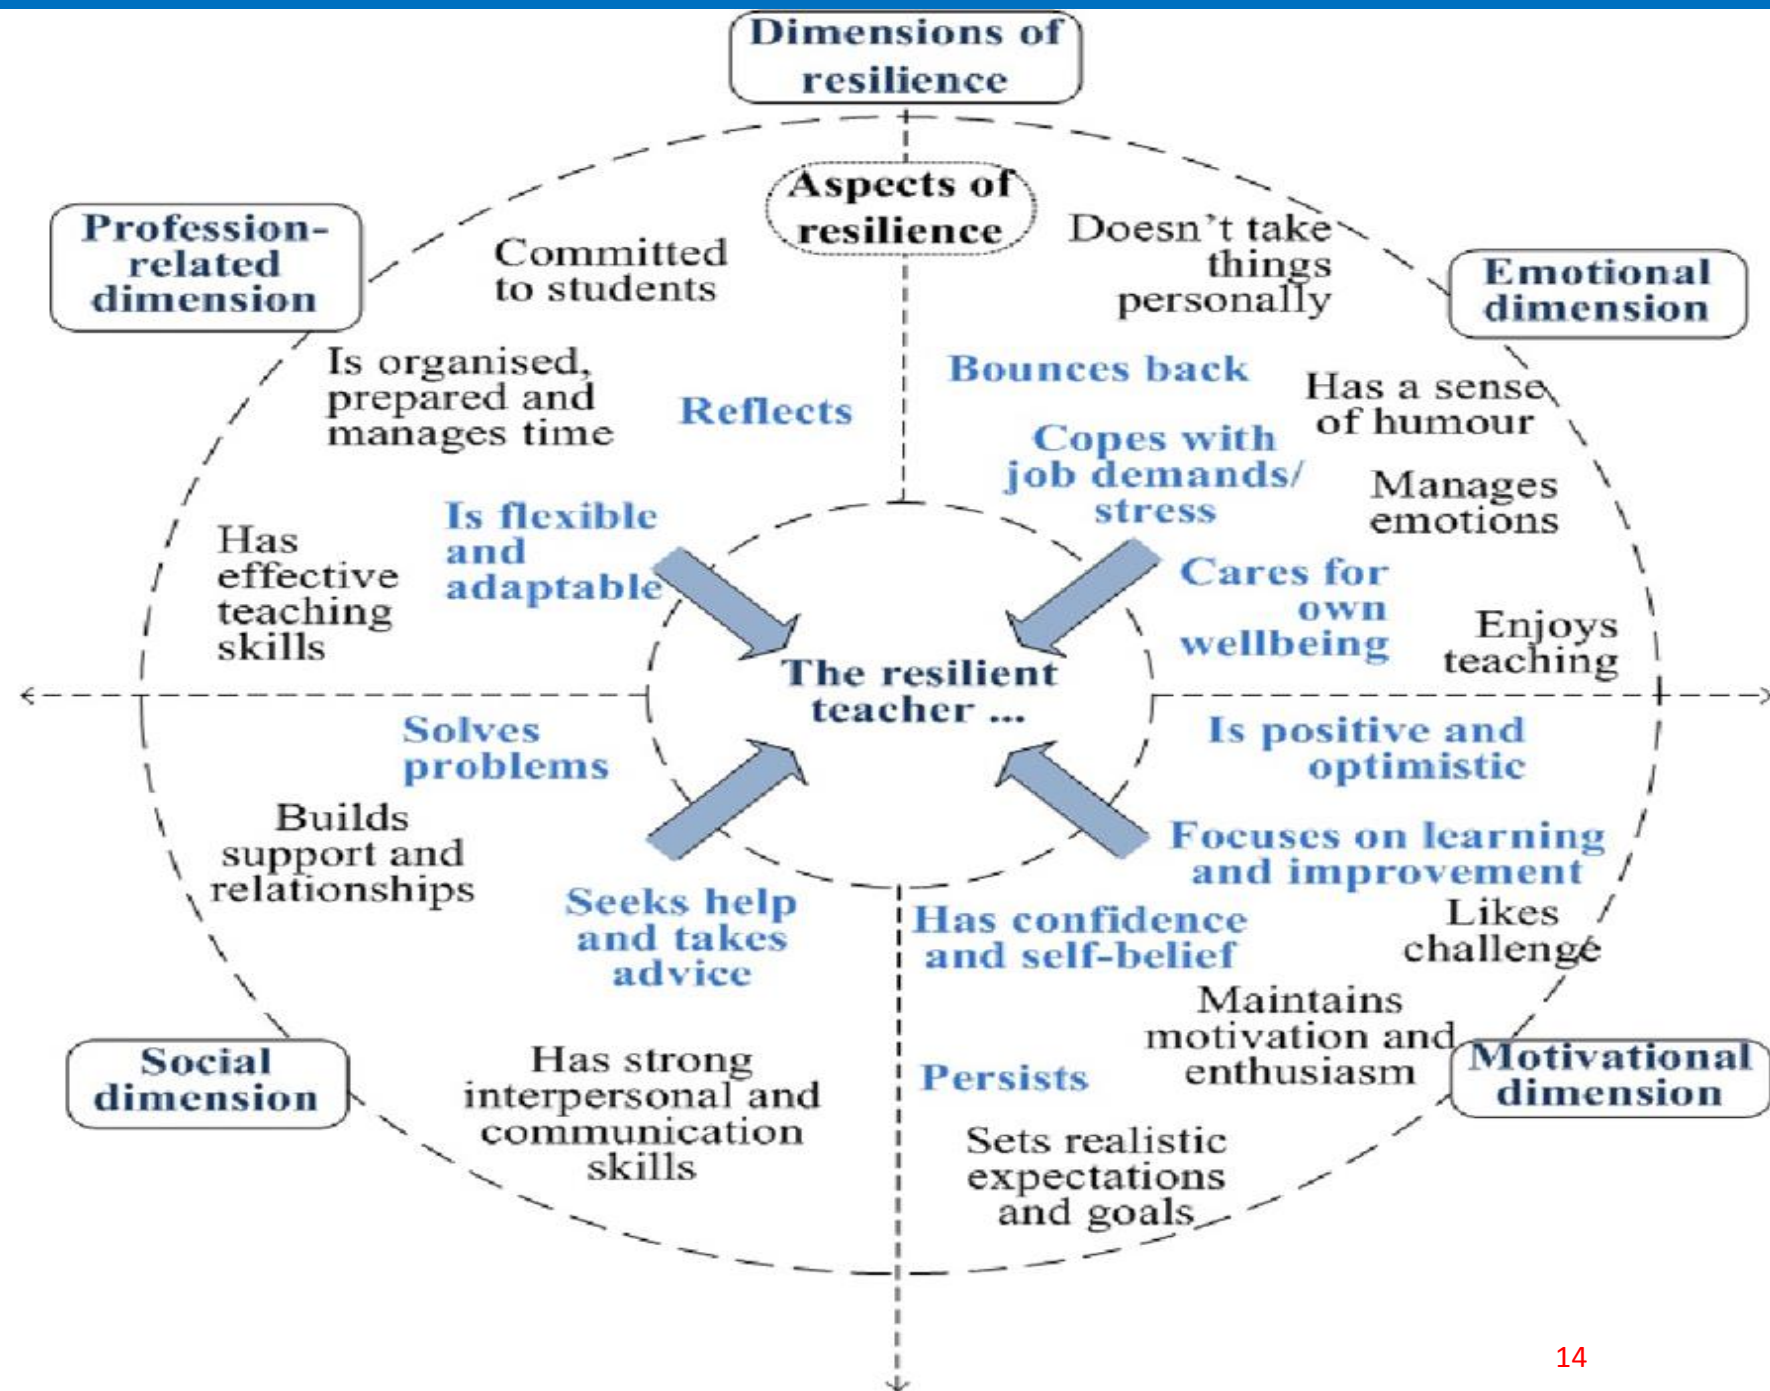 Dimensions of
resilience
Aspects of
resilience
Profession-
related
dimension
Committed
to students
Is organised,
prepared and
manages time
Reflects
Is flexible
and
adaptable
Has
effective
teaching
skills
Doesn't take
things
personally
Emotional
dimension
Bounces back
Has a sense
of humour
Copes with
job demands/
stress
Manages
emotions
Cares for
own
wellbeing
Enjoys
teaching
The resilient
teacher ...
Solves
problems
Builds
support and
relationships
Seeks help
and takes
advice
Social
dimension
Has strong
interpersonal and
communication
skills
Is positive and
optimistic
Focuses on learning
and improvement
Has confidence
and self-belief
Likes
challenge
Maintains
motivation and
enthusiasm
Motivational
dimension
Persists
Sets realistic
expectations
and goals
14